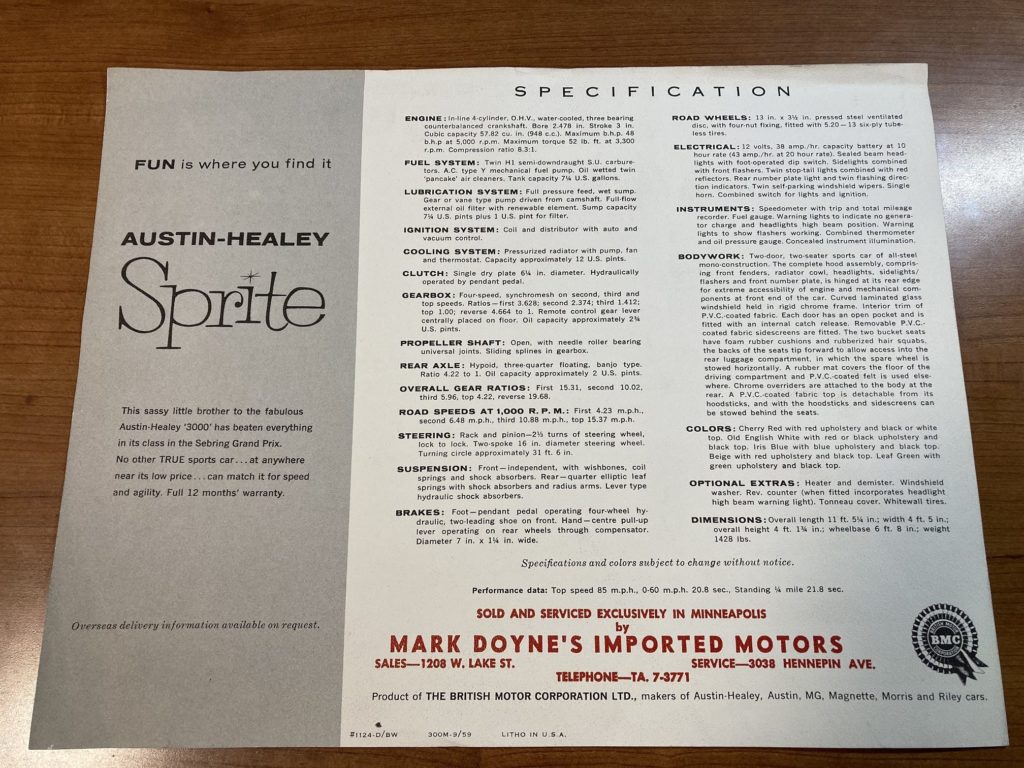 FUN is where you find it
AUSTIN-HEALEY
Sprite
This sassy little brother to the fabulous
Austin-Healey '3000' has beaten everything
in its class in the Sebring Grand Prix.
No other TRUE sports car...at anywhere
near its low price...can match it for speed
and agility. Full 12 months' warranty.
Overseas delivery information available on request.
SPECIFICATION
ENGINE: In-line 4-cylinder, O.H.V., water-cooled, three bearing
counterbalanced crankshaft. Bore 2.478 in. Stroke 3 in.
Cubic capacity 57.82 cu. in. (948 c.c.). Maximum b.h.p. 48
b.h.p at 5,000 r.p.m. Maximum torque 52 lb. ft. at 3,300
r.p.m. Compression ratio 8.3:1.
FUEL SYSTEM: Twin H1 semi-downdraught S.U. carbure-
tors. A.C. type Y mechanical fuel pump. Oil wetted twin
'pancake' air cleaners. Tank capacity 7¼ U.S. gallons.
LUBRICATION SYSTEM: Full pressure feed, wet sump.
Gear or vane type pump driven from camshaft. Full-flow
external oil filter with renewable element. Sump capacity
7¼ U.S. pints plus 1 U.S. pint for filter.
IGNITION SYSTEM: Coil and distributor with auto and
vacuum control.
COOLING SYSTEM: Pressurized radiator with pump, fan
and thermostat. Capacity approximately 12 U.S. pints.
CLUTCH: Single dry plate 6¼ in. diameter. Hydraulically
operated by pendant pedal.
GEARBOX: Four-speed, synchromesh on second, third and
top speeds. Ratios—first 3.628; second 2.374; third 1.412;
top 1.00; reverse 4.664 to 1. Remote control gear lever
centrally placed on floor. Oil capacity approximately 2¾
U.S. pints.
PROPELLER SHAFT: Open, with needle roller bearing
universal joints. Sliding splines in gearbox.
REAR AXLE: Hypoid, three-quarter floating, banjo type.
Ratio 4.22 to 1. Oil capacity approximately 2 U.S. pints.
OVERALL GEAR RATIOS: First 15.31, second 10.02,
third 5.96, top 4.22, reverse 19.68.
ROAD SPEEDS AT 1,000 R.P.M.: First 4.23 m.p.h.,
second 6.48 m.p.h., third 10.88 m.p.h., top 15.37 m.p.h.
STEERING: Rack and pinion—2⅓ turns of steering wheel,
lock to lock. Two-spoke 16 in. diameter steering wheel.
Turning circle approximately 31 ft. 6 in.
SUSPENSION: Front—independent, with wishbones, coil
springs and shock absorbers. Rear—quarter elliptic leaf
springs with shock absorbers and radius arms. Lever type
hydraulic shock absorbers.
BRAKES: Foot—pendant pedal operating four-wheel hy-
draulic, two-leading shoe on front. Hand—centre pull-up
lever operating on rear wheels through compensator.
Diameter 7 in. x 1¼ in. wide.
ROAD WHEELS: 13 in. x 3½ in. pressed steel ventilated
disc, with four-nut fixing, fitted with 5.20—13 six-ply tube-
less tires.
ELECTRICAL: 12 volts, 38 amp./hr. capacity battery at 10
hour rate (43 amp./hr. at 20 hour rate). Sealed beam head-
lights with foot-operated dip switch. Sidelights combined
with front flashers. Twin stop-tail lights combined with red
reflectors. Rear number plate light and twin flashing direc-
tion indicators. Twin self-parking windshield wipers. Single
horn. Combined switch for lights and ignition.
INSTRUMENTS: Speedometer with trip and total mileage
recorder. Fuel gauge. Warning lights to indicate no genera-
tor charge and headlights high beam position. Warning
lights to show flashers working. Combined thermometer
and oil pressure gauge. Concealed instrument illumination.
BODYWORK: Two-door, two-seater sports car of all-steel
mono-construction. The complete hood assembly, compris-
ing front fenders, radiator cowl, headlights, sidelights/
flashers and front number plate, is hinged at its rear edge
for extreme accessibility of engine and mechanical com-
ponents at front end of the car. Curved laminated glass
windshield held in rigid chrome frame. Interior trim of
P.V.C.-coated fabric. Each door has an open pocket and is
fitted with an internal catch release. Removable P.V.C.-
coated fabric sidescreens are fitted. The two bucket seats
have foam rubber cushions and rubberized hair squabs,
the backs of the seats tip forward to allow access into the
rear luggage compartment, in which the spare wheel is
stowed horizontally. A rubber mat covers the floor of the
driving compartment and P.V.C.-coated felt is used else-
where. Chrome overriders are attached to the body at the
rear. A P.V.C.-coated fabric top is detachable from its
hoodsticks, and with the hoodsticks and sidescreens can
be stowed behind the seats.
COLORS: Cherry Red with red upholstery and black or white
top. Old English White with red or black upholstery and
black top. Iris Blue with blue upholstery and black top.
Beige with red upholstery and black top. Leaf Green with
green upholstery and black top.
OPTIONAL EXTRAS: Heater and demister. Windshield
washer. Rev. counter (when fitted incorporates headlight
high beam warning light). Tonneau cover. Whitewall tires.
DIMENSIONS: Overall length 11 ft. 5¼ in.; width 4 ft. 5 in.;
overall height 4 ft. 1¾ in.; wheelbase 6 ft. 8 in.; weight
1428 lbs.
Specifications and colors subject to change without notice.
Performance data: Top speed 85 m.p.h., 0-60 m.p.h. 20.8 sec., Standing ¼ mile 21.8 sec.
SOLD AND SERVICED EXCLUSIVELY IN MINNEAPOLIS
by
MARK DOYNE'S IMPORTED MOTORS
SALES—1208 W. LAKE ST. SERVICE—3038 HENNEPIN AVE.
TELEPHONE—TA. 7-3771
BMC
Product of THE BRITISH MOTOR CORPORATION LTD., makers of Austin-Healey, Austin, MG, Magnette, Morris and Riley cars.
#1124-D/BW 300M-9/59 LITHO IN U.S.A.